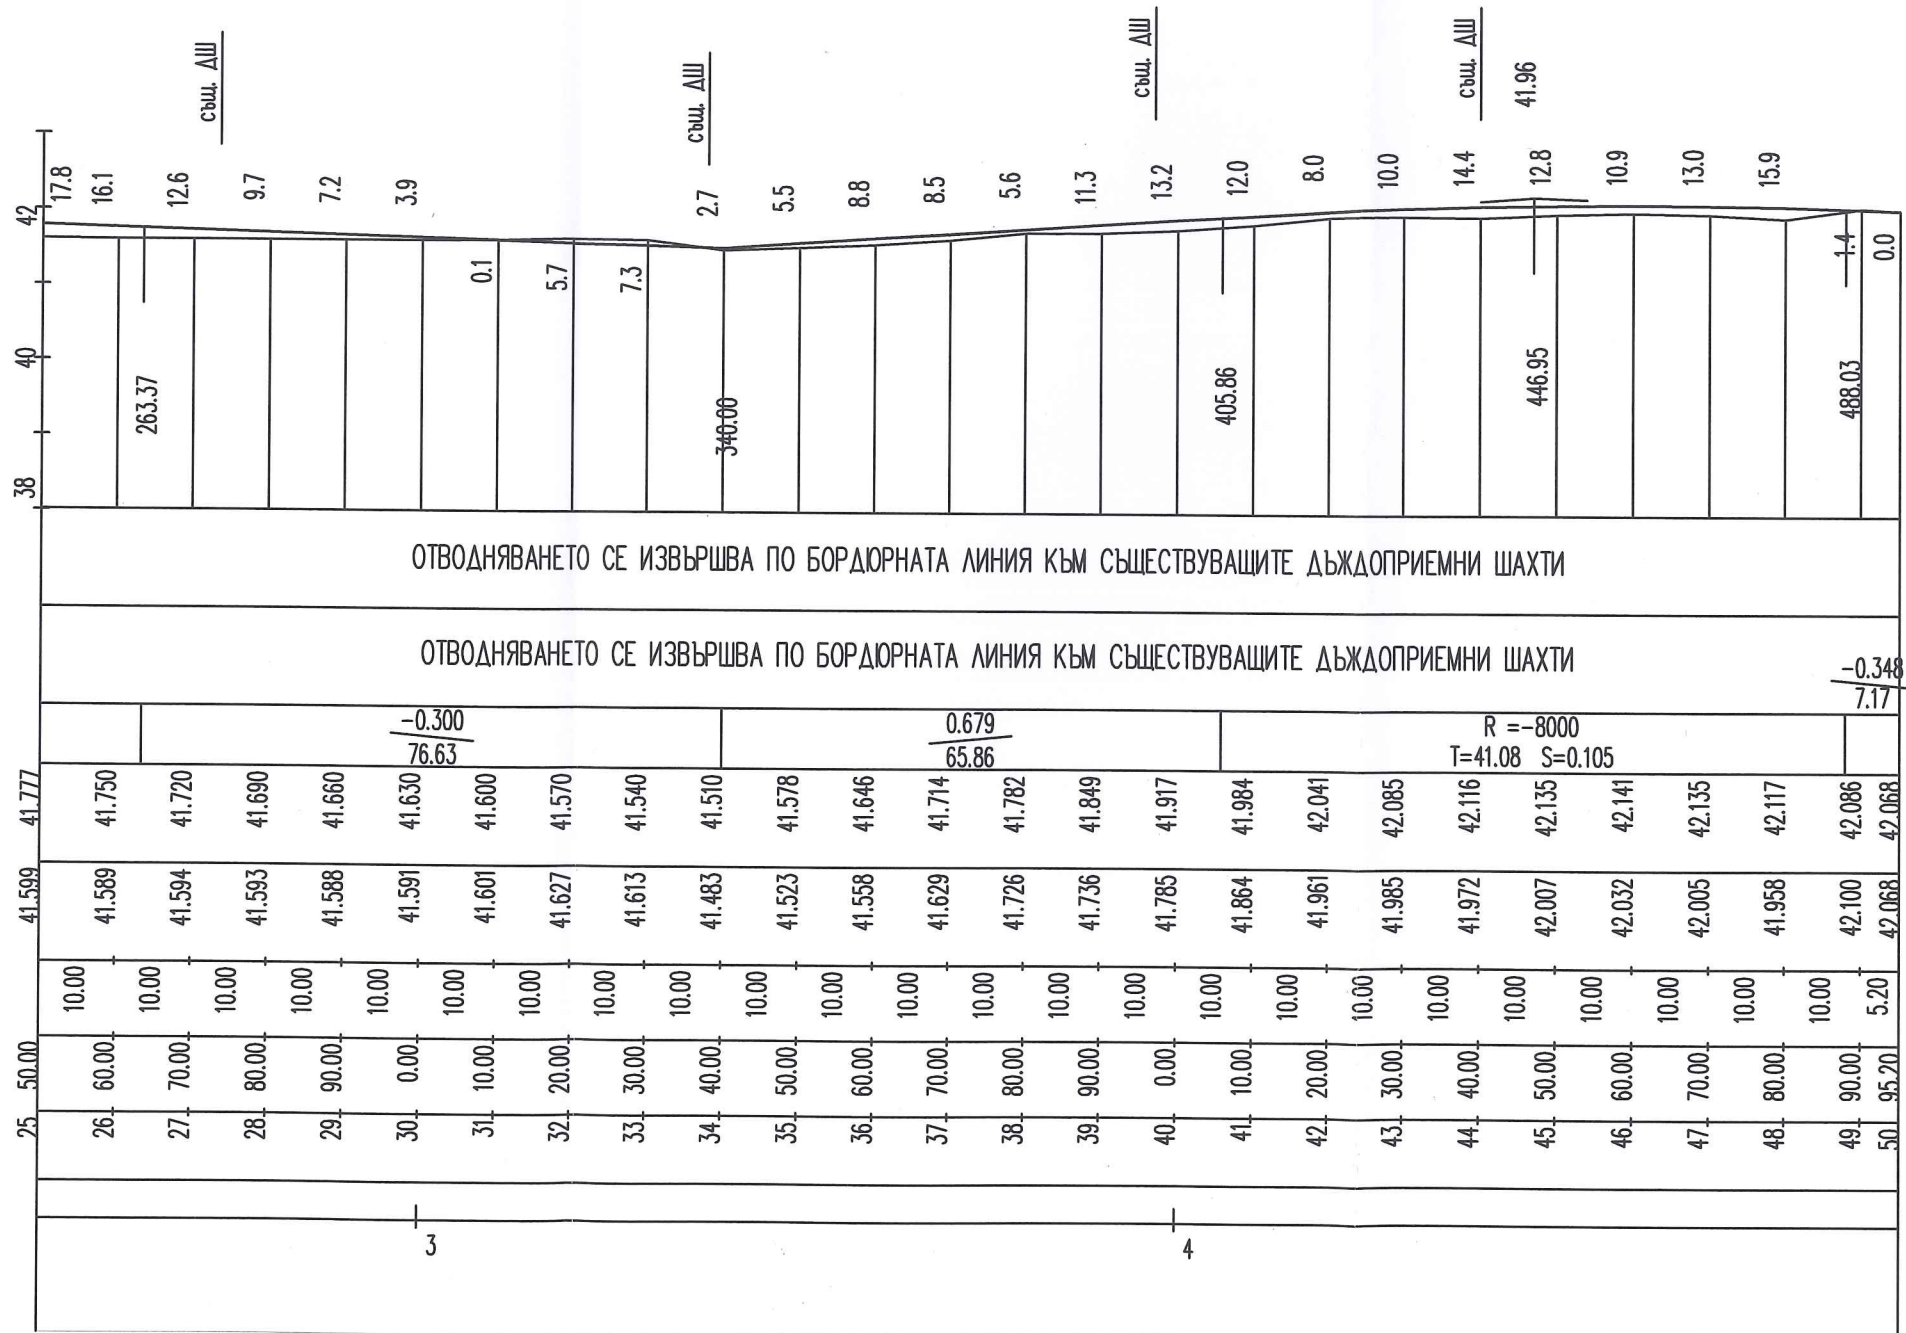 същ. ДШ
същ. ДШ
същ. ДШ
същ. ДШ
41.96
17.8 16.1 12.6 9.7 7.2 3.9 2.7 5.5 8.8 8.5 5.6 11.3 13.2 12.0 8.0 10.0 14.4 12.8 10.9 13.0 15.9
42
0.1 5.7 7.3 1.4 0.0
40
263.37 340.00 405.86 446.95 488.03
38
ОТВОДНЯВАНЕТО СЕ ИЗВЪРШВА ПО БОРДЮРНАТА ЛИНИЯ КЪМ СЪЩЕСТВУВАЩИТЕ ДЪЖДОПРИЕМНИ ШАХТИ
ОТВОДНЯВАНЕТО СЕ ИЗВЪРШВА ПО БОРДЮРНАТА ЛИНИЯ КЪМ СЪЩЕСТВУВАЩИТЕ ДЪЖДОПРИЕМНИ ШАХТИ
-0.348
7.17
-0.300 0.679 R =-8000
76.63 65.86 T=41.08 S=0.105
41.777 41.750 41.720 41.690 41.660 41.630 41.600 41.570 41.540 41.510 41.578 41.646 41.714 41.782 41.849 41.917 41.984 42.041 42.085 42.116 42.135 42.141 42.135 42.117 42.086 42.068
41.599 41.589 41.594 41.593 41.588 41.591 41.601 41.627 41.613 41.483 41.523 41.558 41.629 41.726 41.736 41.785 41.864 41.961 41.985 41.972 42.007 42.032 42.005 41.958 42.100 42.068
10.00 10.00 10.00 10.00 10.00 10.00 10.00 10.00 10.00 10.00 10.00 10.00 10.00 10.00 10.00 10.00 10.00 10.00 10.00 10.00 10.00 10.00 10.00 10.00 5.20
50.00 60.00 70.00 80.00 90.00 0.00 10.00 20.00 30.00 40.00 50.00 60.00 70.00 80.00 90.00 0.00 10.00 20.00 30.00 40.00 50.00 60.00 70.00 80.00 90.00 95.20
25 26 27 28 29 30 31 32 33 34 35 36 37 38 39 40 41 42 43 44 45 46 47 48 49 50
3 4